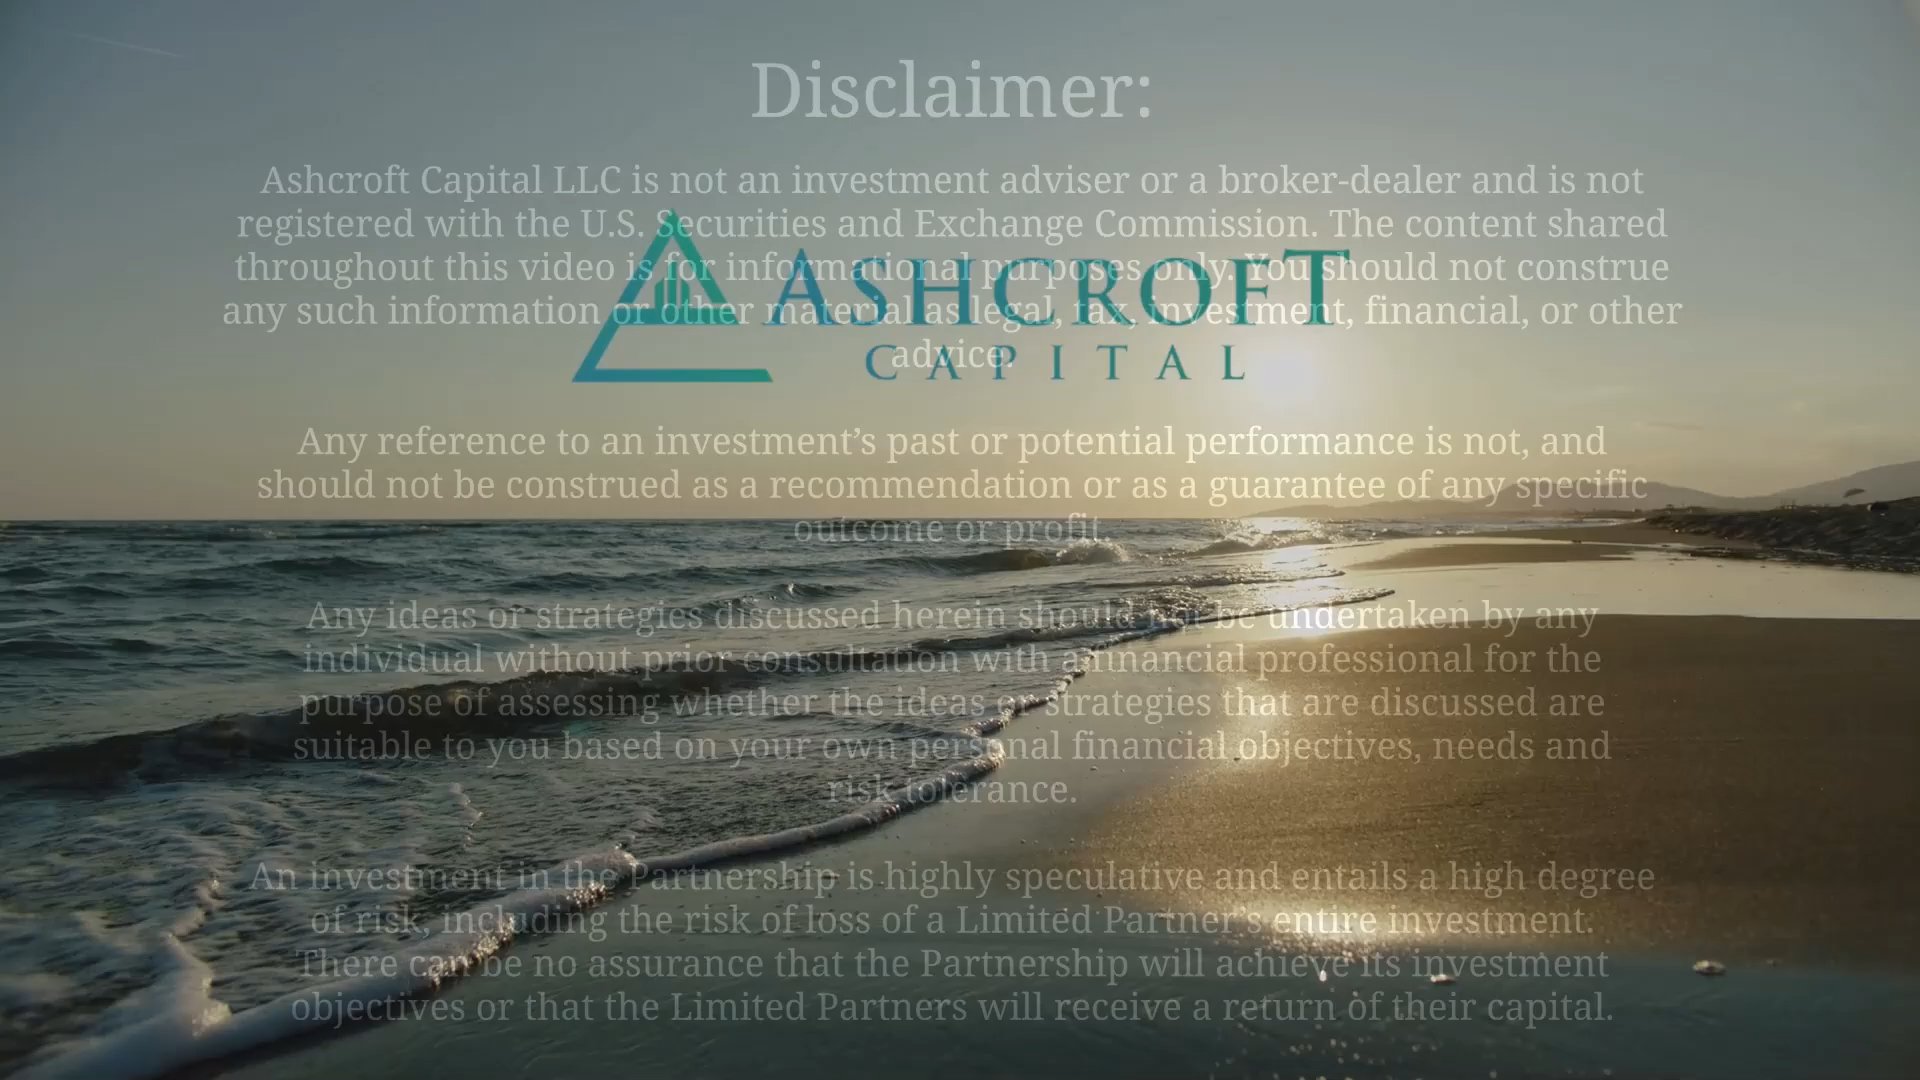 Disclaimer:
Ashcroft Capital LLC is not an investment adviser or a broker-dealer and is not
registered with the U.S. Securities and Exchange Commission. The content shared
throughout this video is for informational purposes only. You should not construe
any such information or other material as legal, tax, investment, financial, or other
advice.
ASHCROFT
CAPITAL
Any reference to an investment’s past or potential performance is not, and
should not be construed as a recommendation or as a guarantee of any specific
outcome or profit.
Any ideas or strategies discussed herein should not be undertaken by any
individual without prior consultation with a financial professional for the
purpose of assessing whether the ideas or strategies that are discussed are
suitable to you based on your own personal financial objectives, needs and
risk tolerance.
An investment in the Partnership is highly speculative and entails a high degree
of risk, including the risk of loss of a Limited Partner's entire investment.
There can be no assurance that the Partnership will achieve its investment
objectives or that the Limited Partners will receive a return of their capital.